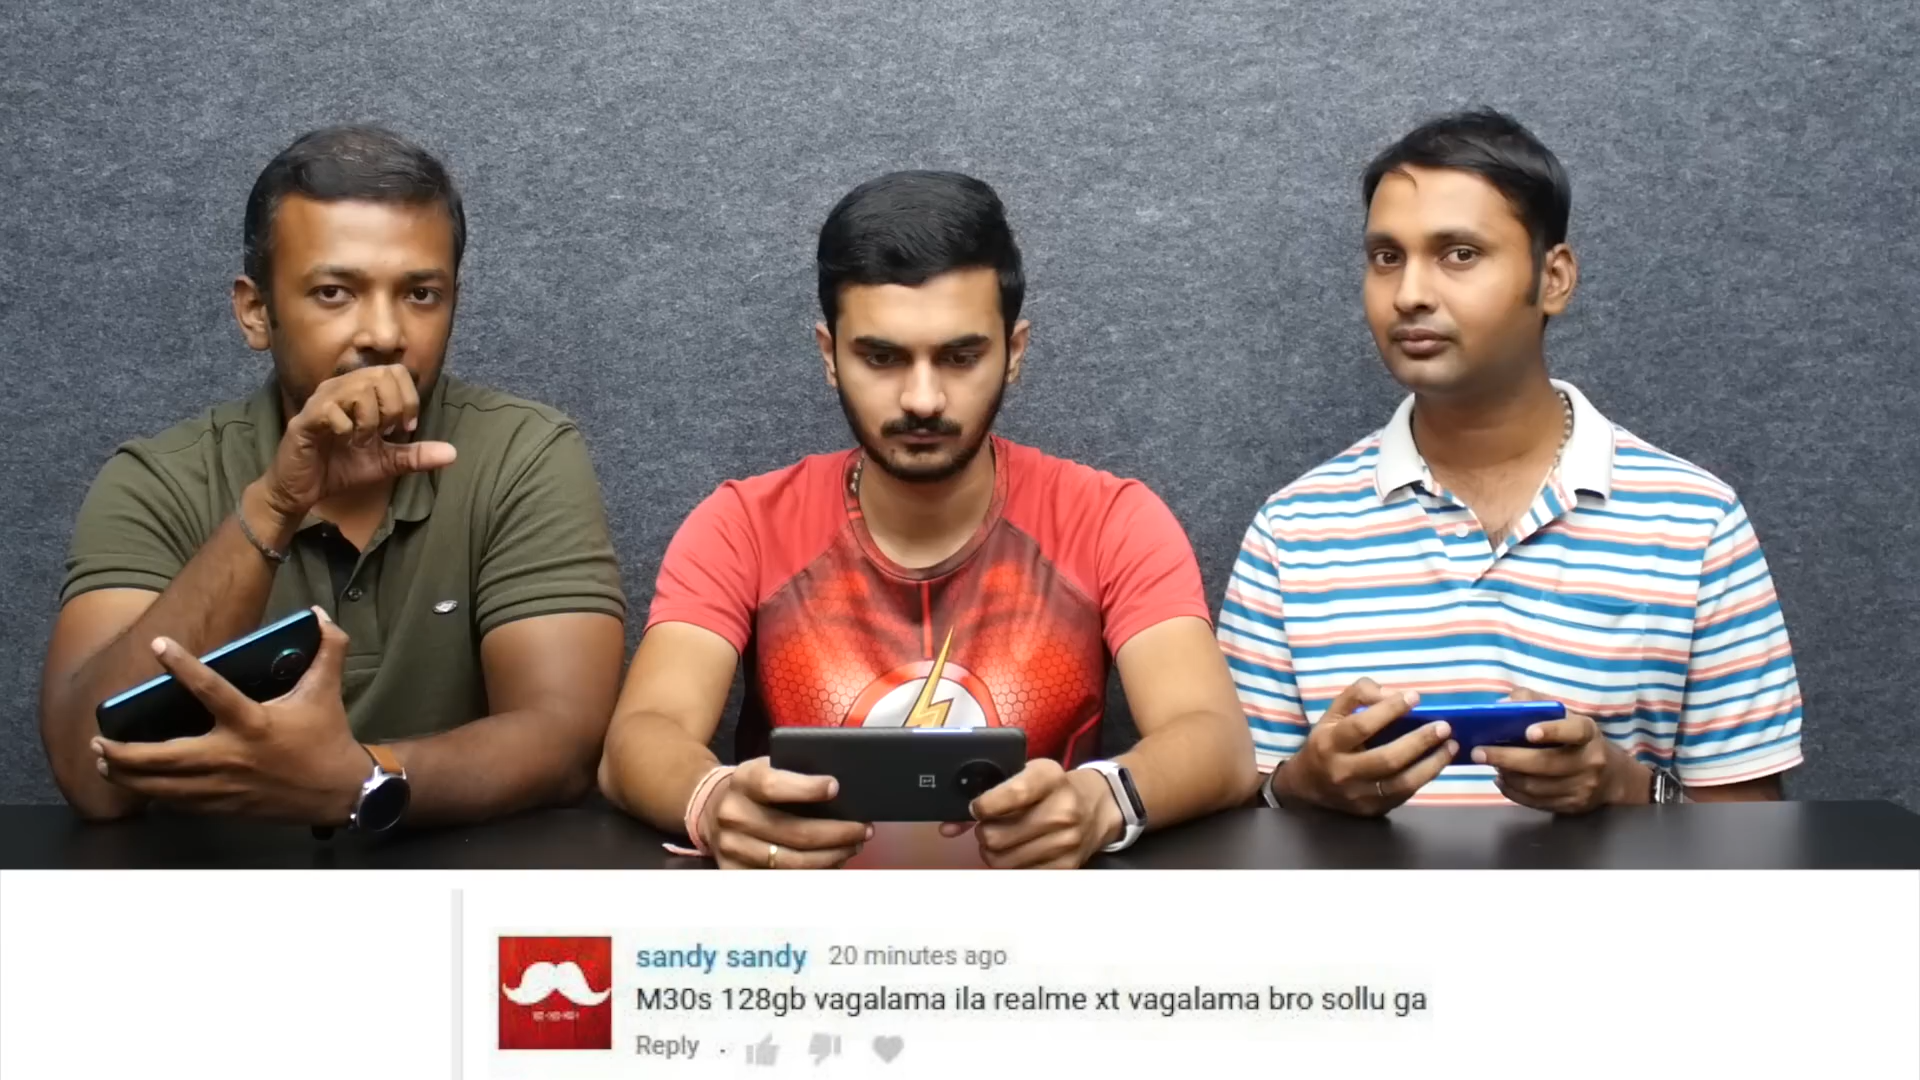 sandy sandy 20 minutes ago
M30s 128gb vagalama ila realme xt vagalama bro sollu ga
Reply